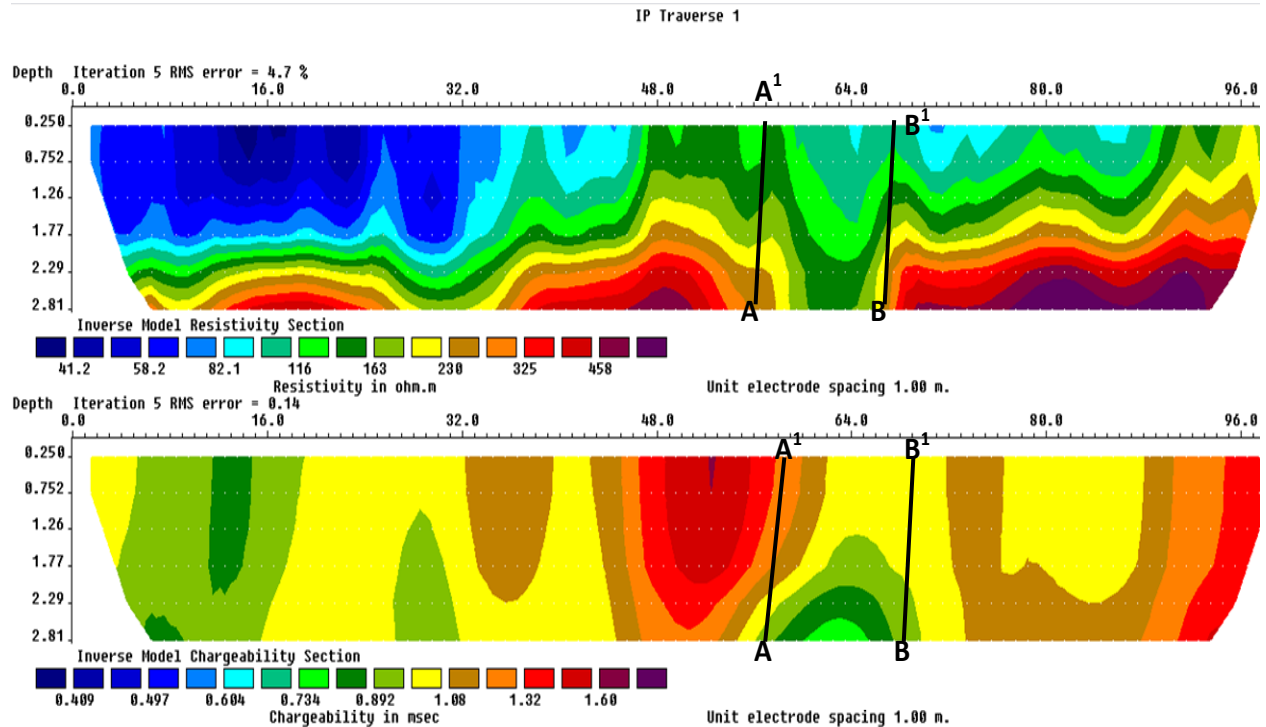 IP Traverse 1
Depth Iteration 5 RMS error = 4.7 %
0.0 16.0 32.0 48.0 64.0 80.0 96.0
A1
B1
0.250
0.752
1.26
1.77
2.29
2.81
A B
Inverse Model Resistivity Section
41.2 58.2 82.1 116 163 230 325 458
Resistivity in ohm.m Unit electrode spacing 1.00 m.
Depth Iteration 5 RMS error = 0.14
0.0 16.0 32.0 48.0 64.0 80.0 96.0
A1 B1
0.250
0.752
1.26
1.77
2.29
2.81
A B
Inverse Model Chargeability Section
0.409 0.497 0.604 0.734 0.892 1.08 1.32 1.60
Chargeability in msec Unit electrode spacing 1.00 m.